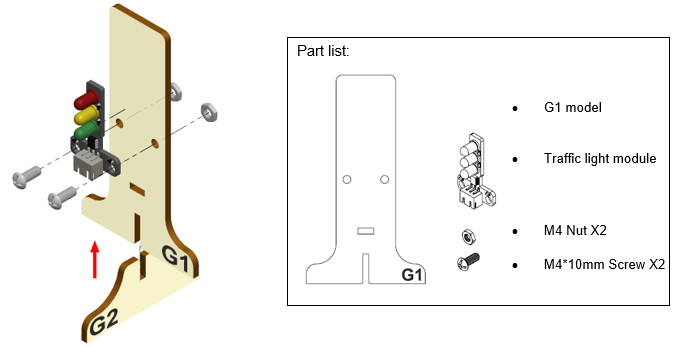 Part list:
G1 model
Traffic light module
M4 Nut X2
M4*10mm Screw X2
G1
G1
G2